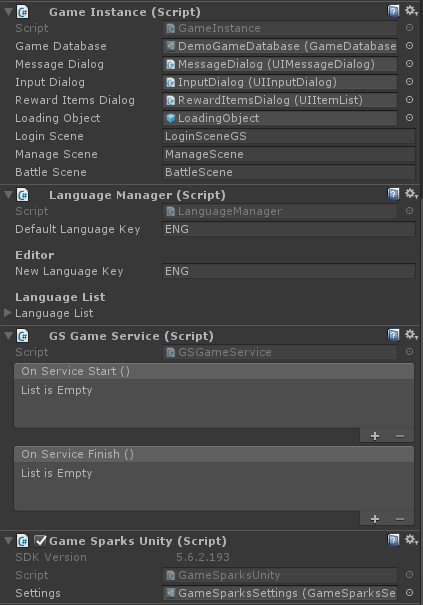 Game Instance (Script)
Script GameInstance
Game Database DemoGameDatabase (GameDatabase
Message Dialog MessageDialog (UIMessageDialog)
Input Dialog InputDialog (UIInputDialog)
Reward Items Dialog RewardItemsDialog (UIItemList)
Loading Object LoadingObject
Login Scene LoginSceneGS
Manage Scene ManageScene
Battle Scene BattleScene
Language Manager (Script)
Script LanguageManager
Default Language Key ENG
Editor
New Language Key ENG
Language List
Language List
GS Game Service (Script)
Script GSGameService
On Service Start ()
List is Empty
On Service Finish ()
List is Empty
Game Sparks Unity (Script)
SDK Version 5.6.2.193
Script GameSparksUnity
Settings GameSparksSettings (GameSparksSe